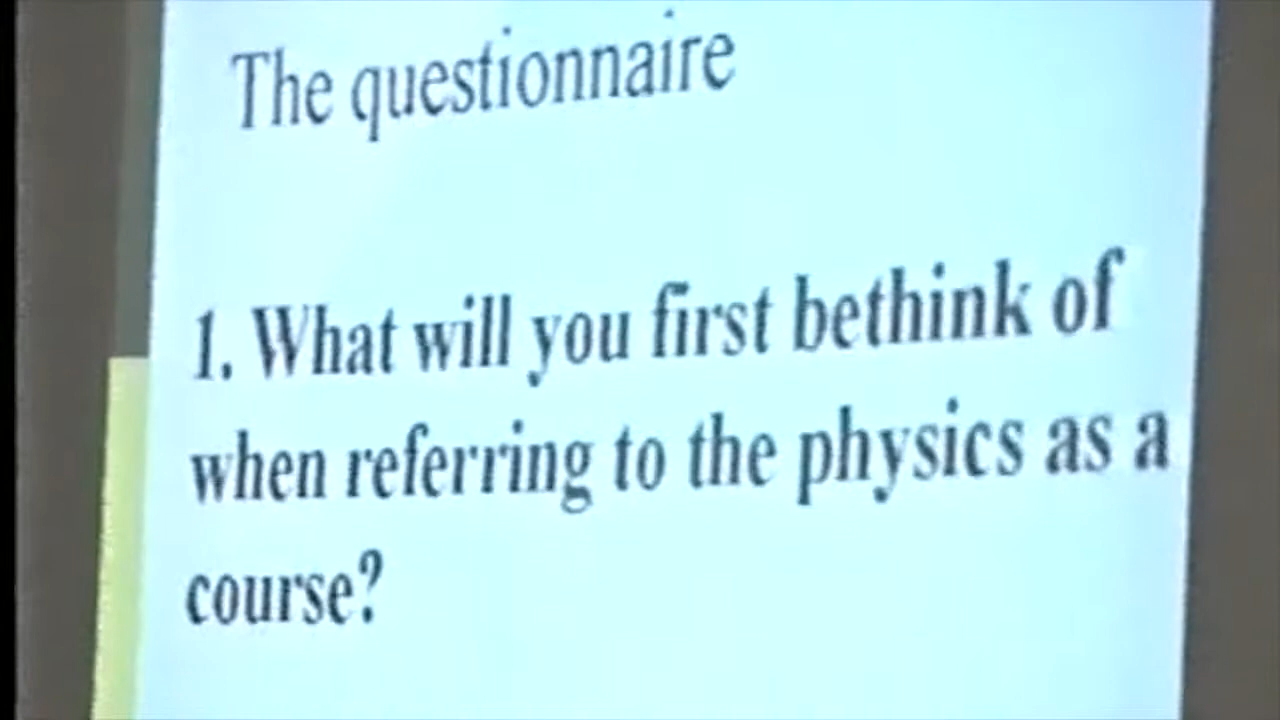 The questionnaire
1. What will you first bethink of
when referring to the physics as a
course?